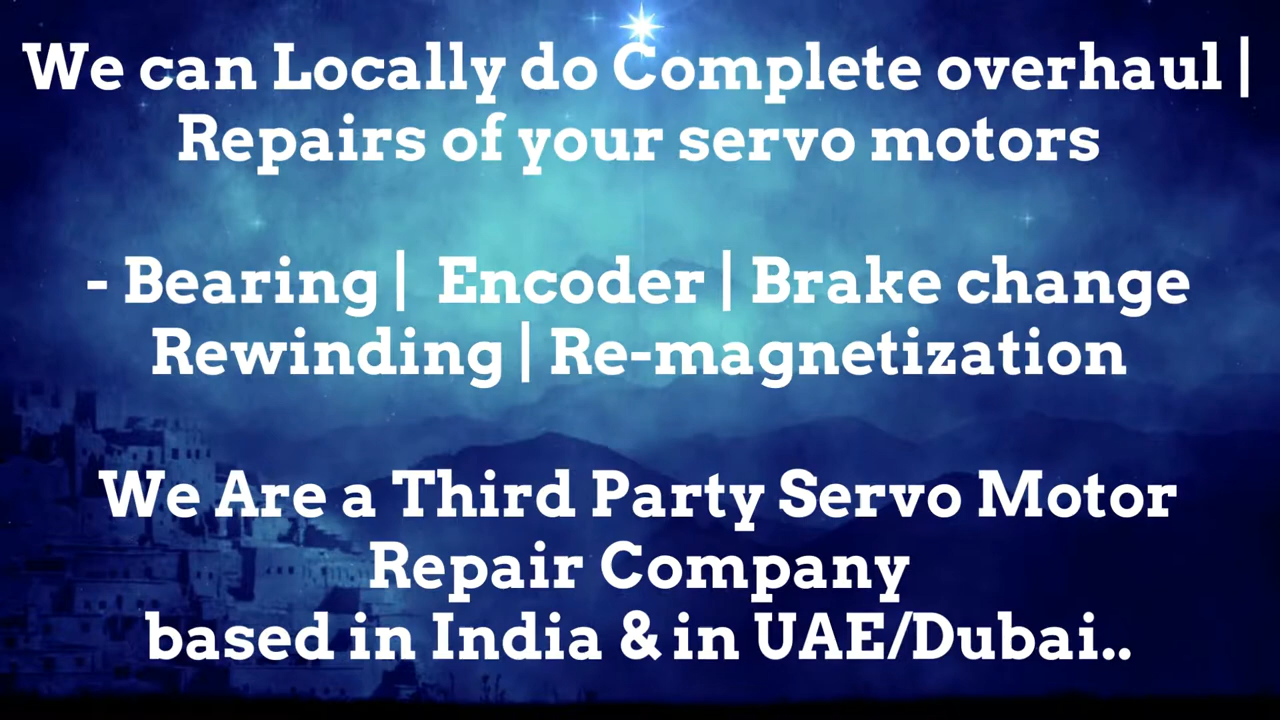 We can Locally do Complete overhaul |
Repairs of your servo motors
- Bearing | Encoder | Brake change
Rewinding | Re-magnetization
We Are a Third Party Servo Motor
Repair Company
based in India & in UAE/Dubai..